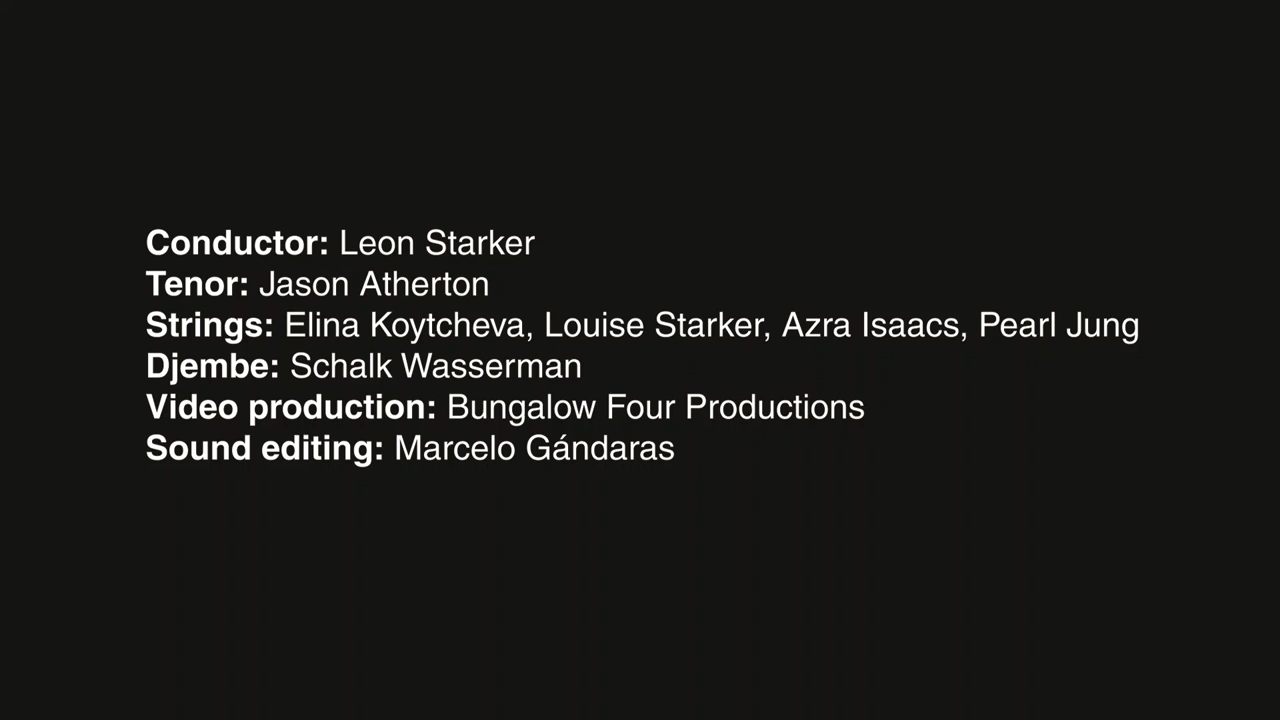 Conductor: Leon Starker
Tenor: Jason Atherton
Strings: Elina Koytcheva, Louise Starker, Azra Isaacs, Pearl Jung
Djembe: Schalk Wasserman
Video production: Bungalow Four Productions
Sound editing: Marcelo Gándaras